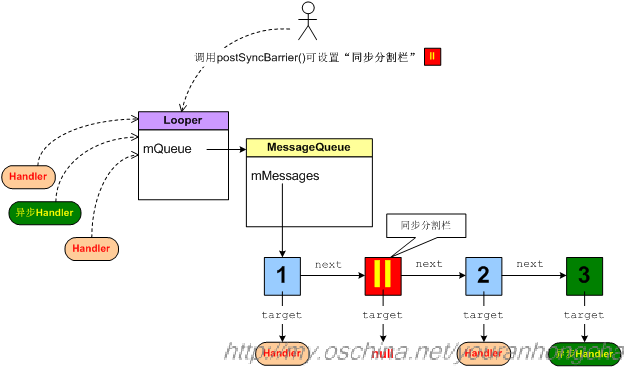 调用postSyncBarrier()可设置“同步分割栏” II
Looper
mQueue
MessageQueue
mMessages
Handler
异步Handler
Handler
同步分割栏
1 next II next 2 next 3
target target target target
Handler null Handler 异步Handler
http://my.oschina.net/youranhongcha